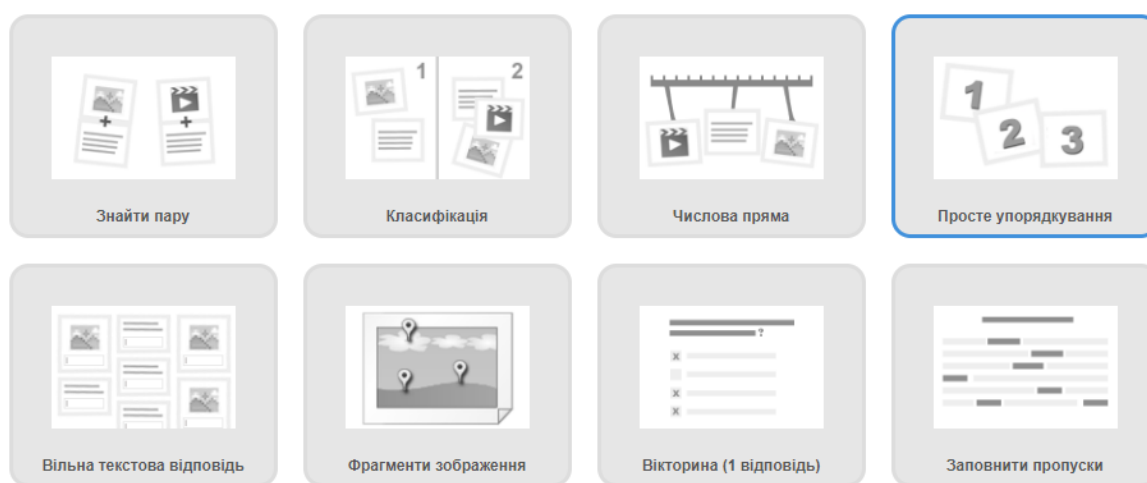 1 2
1 2 3
Знайти пару
Класифікація
Числова пряма
Просте упорядкування
?
x
x
x
Вільна текстова відповідь
Фрагменти зображення
Вікторина (1 відповідь)
Заповнити пропуски